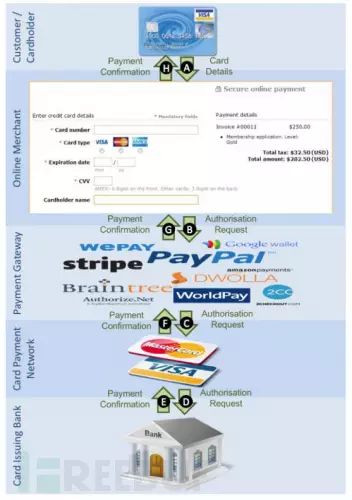 Customer / Cardholder
VISA
Payment Confirmation
H
A
Card Details
Online Merchant
Secure online payment
Enter credit card details
* Mandatory fields
Payment details
* Card number
Invoice #00011
$250.00
* Card type
VISA
Membership application. Level: Gold
* Expiration date
/
Total tax: $32.50 (USD)
Total amount: $282.50 (USD)
* CVV
AMEX: 4 digits on the front. Other cards: 3 digits on the back
Cardholder name
Payment Confirmation
G
B
Authorisation Request
Payment Gateway
WEPAY
Google wallet
stripe
PayPal
amazonpayments
DWOLLA
Braintree
Authorize.Net
WorldPay
2CO
2CHECKOUT.COM
Payment Confirmation
F
C
Authorisation Request
Card Payment Network
MasterCard
VISA
Payment Confirmation
E
D
Authorisation Request
Card Issuing Bank
Bank
FREEBUF